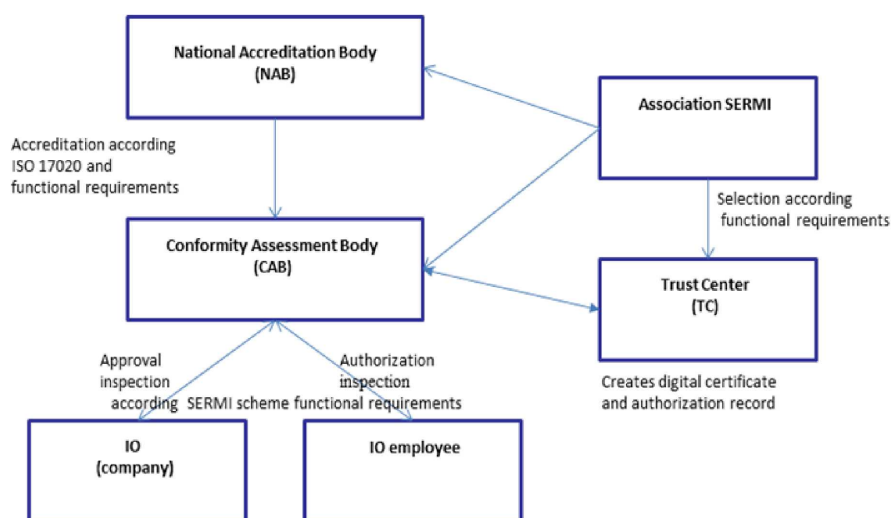 National Accreditation Body
(NAB)
Association SERMI
Accreditation according
ISO 17020 and
functional requirements
Selection according
functional requirements
Conformity Assessment Body
(CAB)
Trust Center
(TC)
Approval
inspection
Authorization
inspection
according SERMI scheme functional requirements
Creates digital certificate
and authorization record
IO
(company)
IO employee